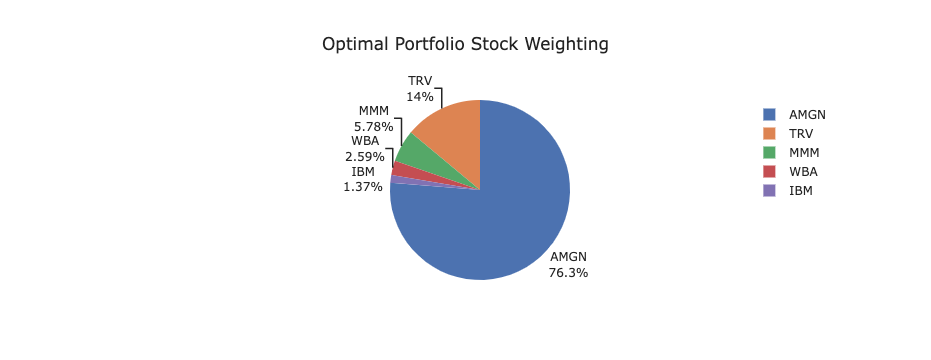 Optimal Portfolio Stock Weighting
TRV
14%
MMM
5.78%
WBA
2.59%
IBM
1.37%
AMGN
76.3%
AMGN
TRV
MMM
WBA
IBM